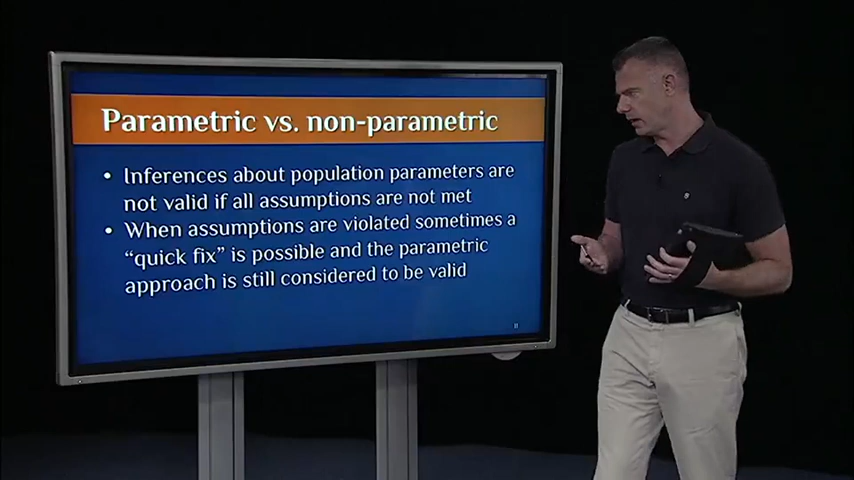 Parametric vs. non-parametric
• Inferences about population parameters are
not valid if all assumptions are not met
• When assumptions are violated sometimes a
“quick fix” is possible and the parametric
approach is still considered to be valid